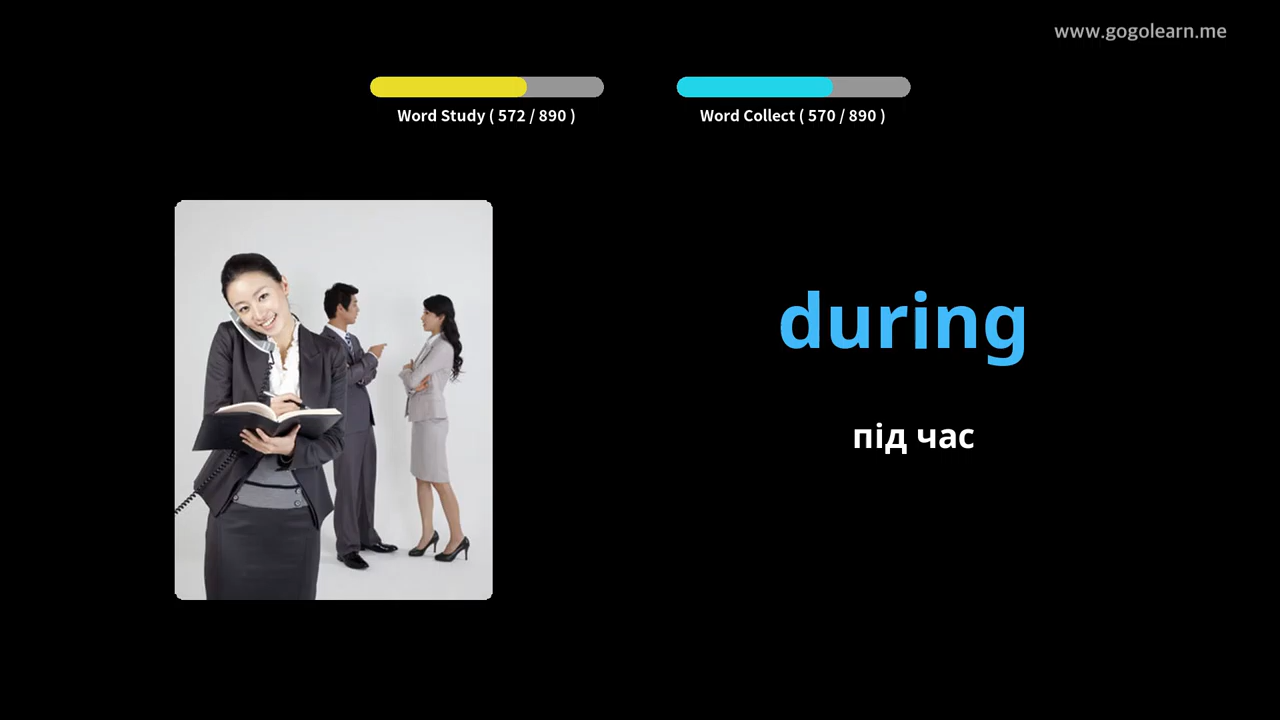 www.gogolearn.me
Word Study ( 572 / 890 )
Word Collect ( 570 / 890 )
during
під час